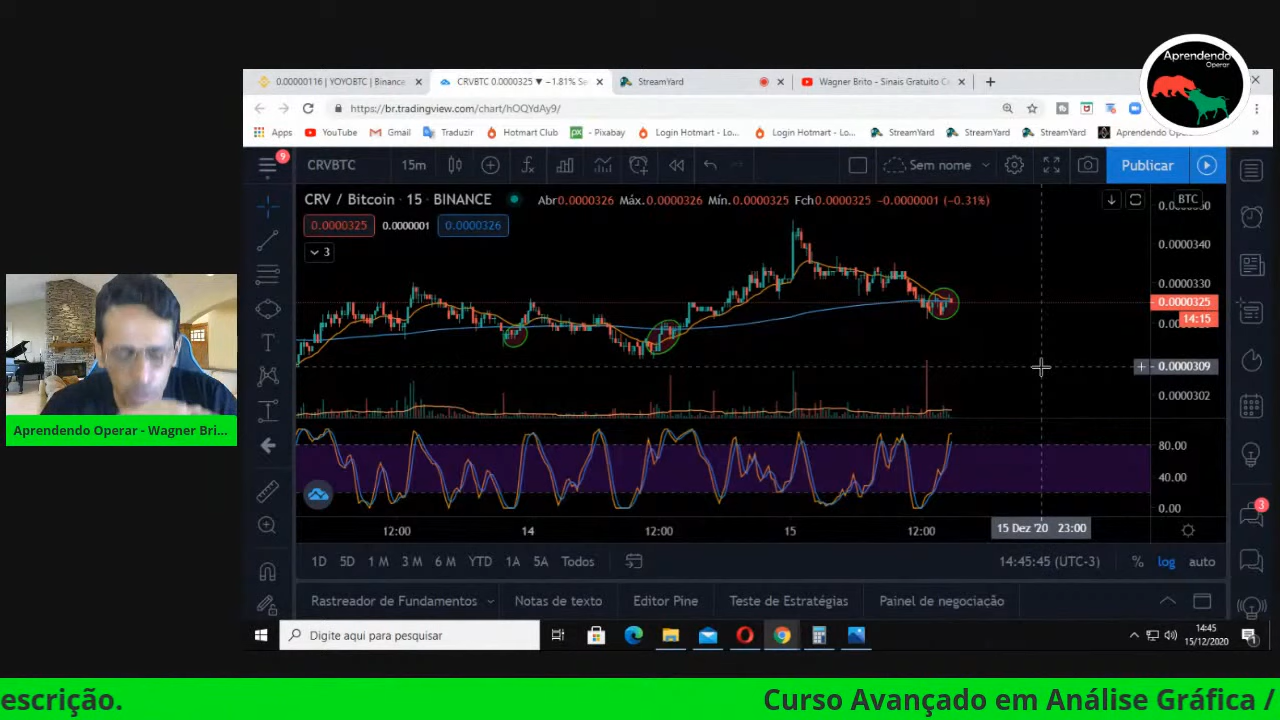 Aprendendo
Operar
0.00000116 | YOYOBTC | Binance
CRVBTC 0.0000325 ▼ −1.81% Se
StreamYard
Wagner Brito - Sinais Gratuito C
https://br.tradingview.com/chart/hOQYdAy9/
Apps YouTube Gmail Traduzir Hotmart Club - Pixabay Login Hotmart - Lo... Login Hotmart - Lo... StreamYard StreamYard StreamYard Aprendendo
9
CRVBTC 15m Sem nome Publicar
CRV / Bitcoin · 15 · BINANCE Abr0.0000326 Máx.0.0000326 Mín.0.0000325 Fch0.0000325 −0.0000001 (−0.31%)
BTC
0.0000325 0.0000001 0.0000326
3
0.0000340
0.0000330
0.0000325
14:15
0.0000309
0.0000302
80.00
40.00
0.00
12:00 14 12:00 15 12:00 15 Dez '20 23:00
3
1D 5D 1 M 3 M 6 M YTD 1A 5A Todos 14:45:45 (UTC-3) % log auto
Rastreador de Fundamentos Notas de texto Editor Pine Teste de Estratégias Painel de negociação
Digite aqui para pesquisar
14:45
15/12/2020
1
Aprendendo Operar - Wagner Bri...
escrição. Curso Avançado em Análise Gráfica /